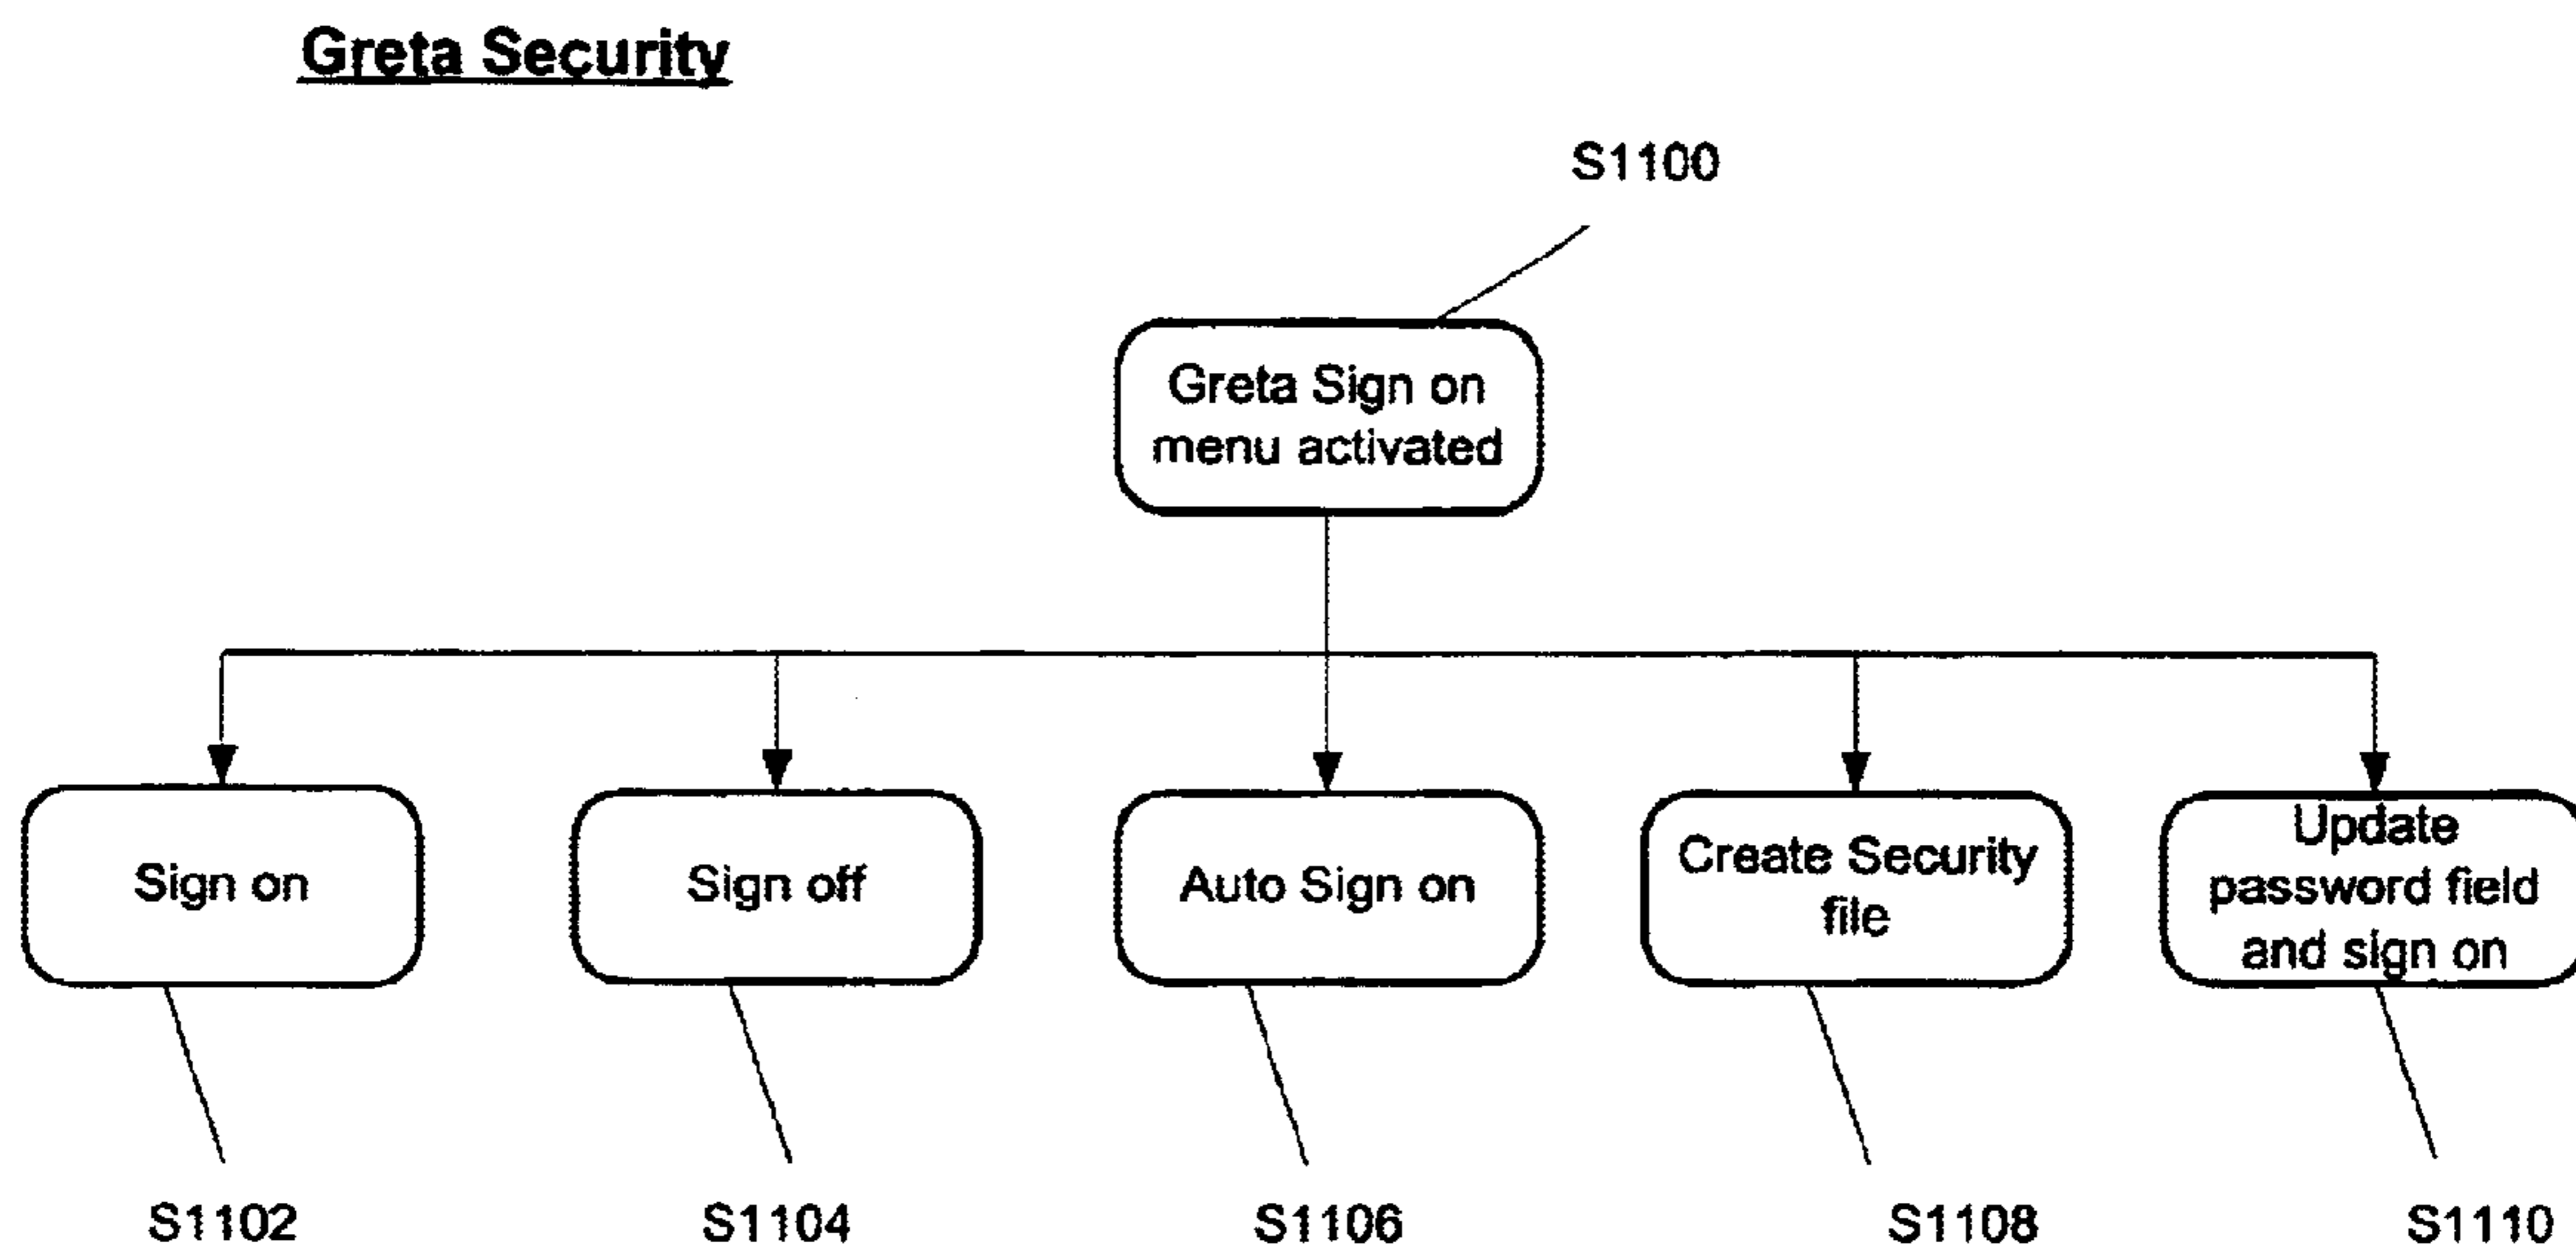 Greta Security
S1100
Greta Sign on
menu activated
Sign on
Sign off
Auto Sign on
Create Security
file
Update
password field
and sign on
S1102
S1104
S1106
S1108
S1110